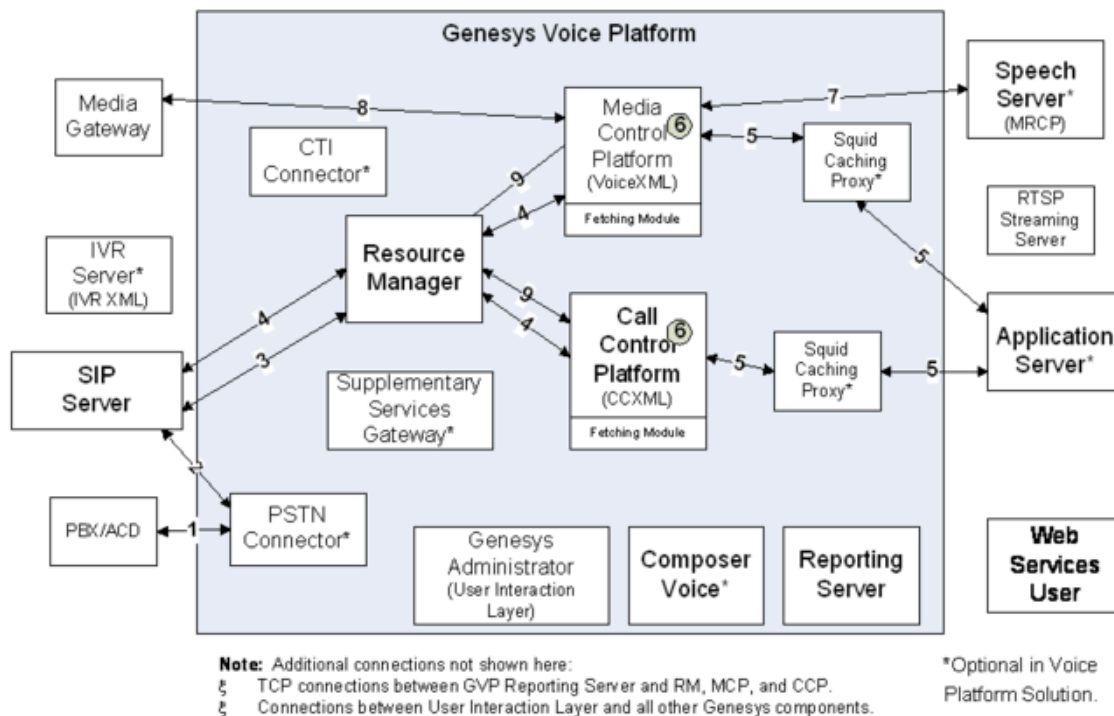 Genesys Voice Platform
Media
Gateway
8
CTI
Connector*
Media
Control
Platform
(VoiceXML)
6
Fetching Module
7
Speech
Server*
(MRCP)
5
Squid
Caching
Proxy*
RTSP
Streaming
Server
9
4
IVR
Server*
(IVR XML)
Resource
Manager
5
4
3
9
4
Call
Control
Platform
(CCXML)
6
Fetching Module
5
Squid
Caching
Proxy*
5
Application
Server*
SIP
Server
Supplementary
Services
Gateway*
2
PBX/ACD
1
PSTN
Connector*
Genesys
Administrator
(User Interaction
Layer)
Composer
Voice*
Reporting
Server
Web
Services
User
Note: Additional connections not shown here:
ξ TCP connections between GVP Reporting Server and RM, MCP, and CCP.
ξ Connections between User Interaction Layer and all other Genesys components.
*Optional in Voice
Platform Solution.